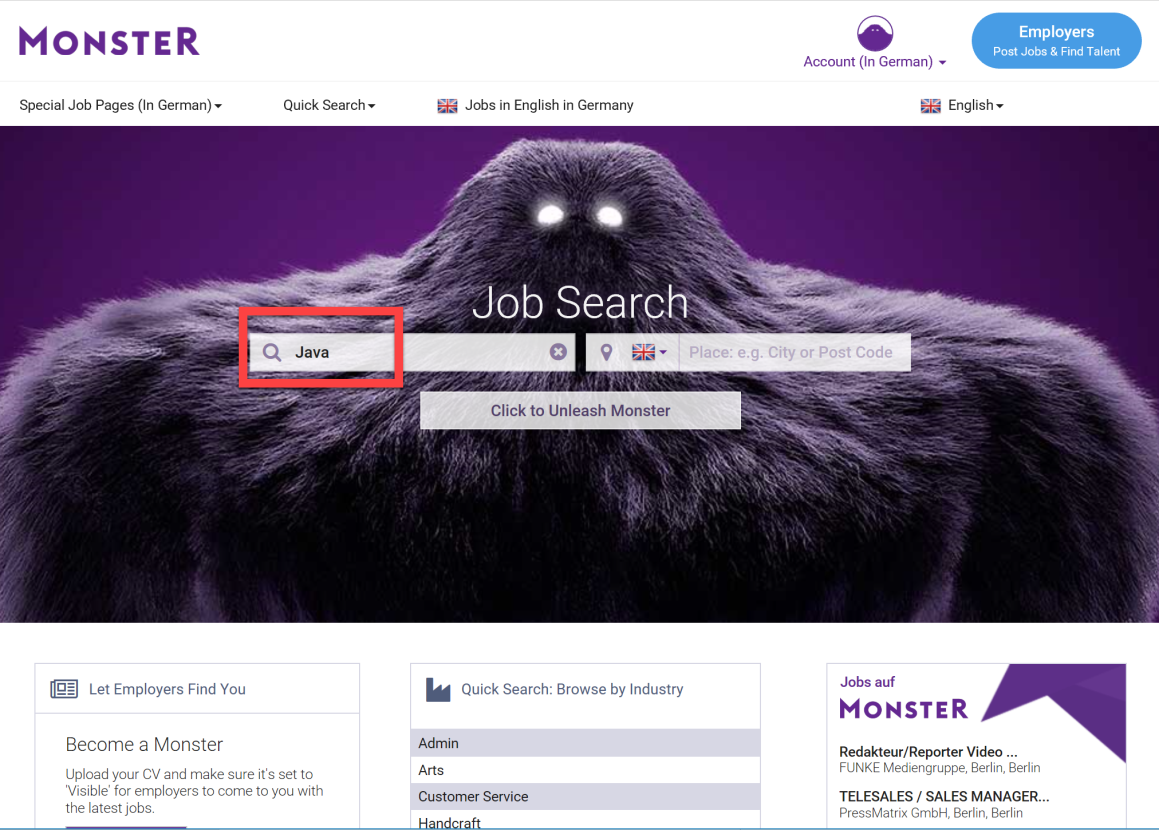 MONSTER
Account (In German)
Employers
Post Jobs & Find Talent
Special Job Pages (In German)
Quick Search
Jobs in English in Germany
English
Job Search
Java
Place: e.g. City or Post Code
Click to Unleash Monster
Let Employers Find You
Become a Monster
Upload your CV and make sure it's set to
'Visible' for employers to come to you with
the latest jobs.
Quick Search: Browse by Industry
Admin
Arts
Customer Service
Handcraft
Jobs auf
MONSTER
Redakteur/Reporter Video ...
FUNKE Mediengruppe, Berlin, Berlin
TELESALES / SALES MANAGER...
PressMatrix GmbH, Berlin, Berlin